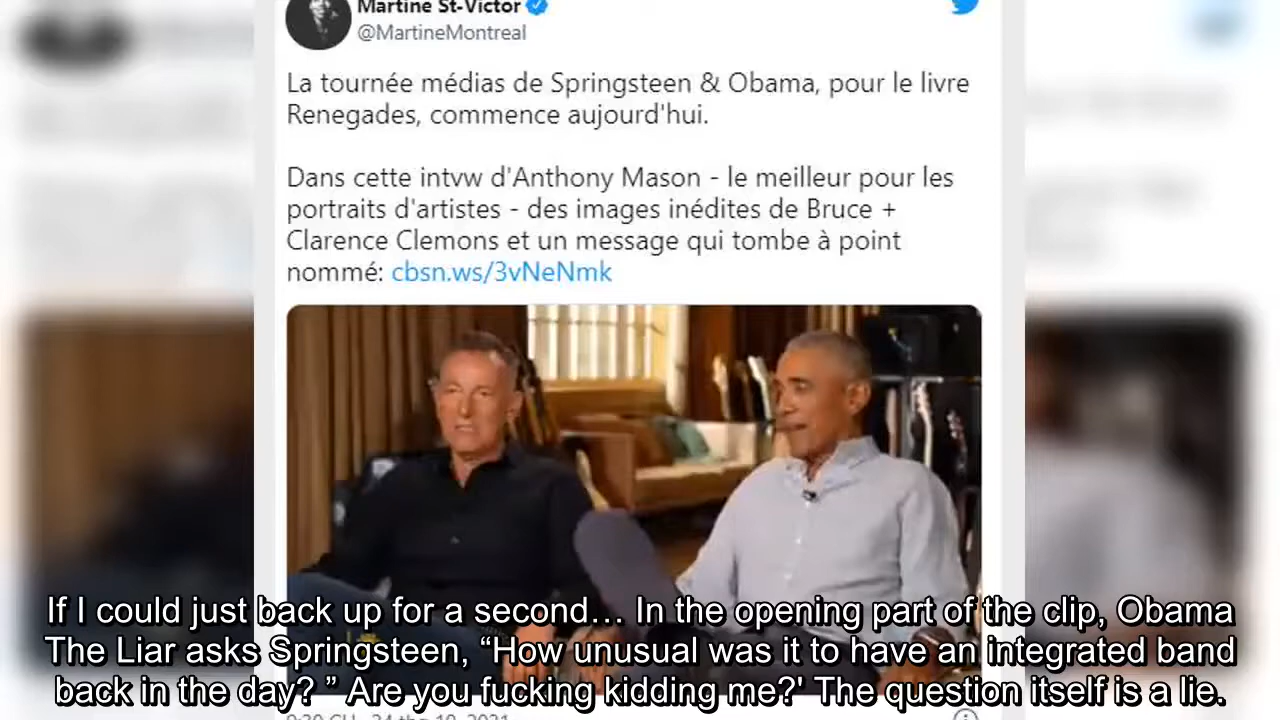 Martine St-Victor
@MartineMontreal
La tournée médias de Springsteen & Obama, pour le livre
Renegades, commence aujourd'hui.
Dans cette intvw d'Anthony Mason - le meilleur pour les
portraits d'artistes - des images inédites de Bruce +
Clarence Clemons et un message qui tombe à point
nommé: cbsn.ws/3vNeNmk
If I could just back up for a second… In the opening part of the clip, Obama
The Liar asks Springsteen, “How unusual was it to have an integrated band
back in the day? ” Are you fucking kidding me?' The question itself is a lie.